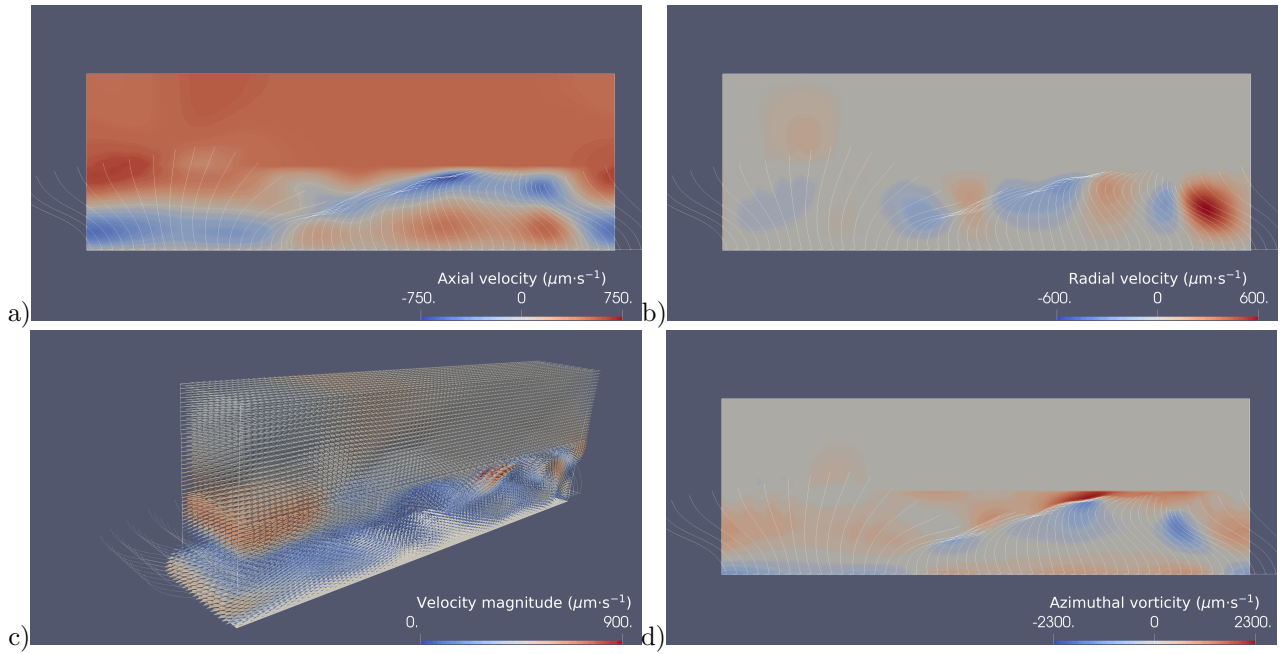 a)
Axial velocity (μm·s⁻¹)
-750. 0 750.
b)
Radial velocity (μm·s⁻¹)
-600. 0 600.
c)
Velocity magnitude (μm·s⁻¹)
0. 900.
d)
Azimuthal vorticity (μm·s⁻¹)
-2300. 0 2300.